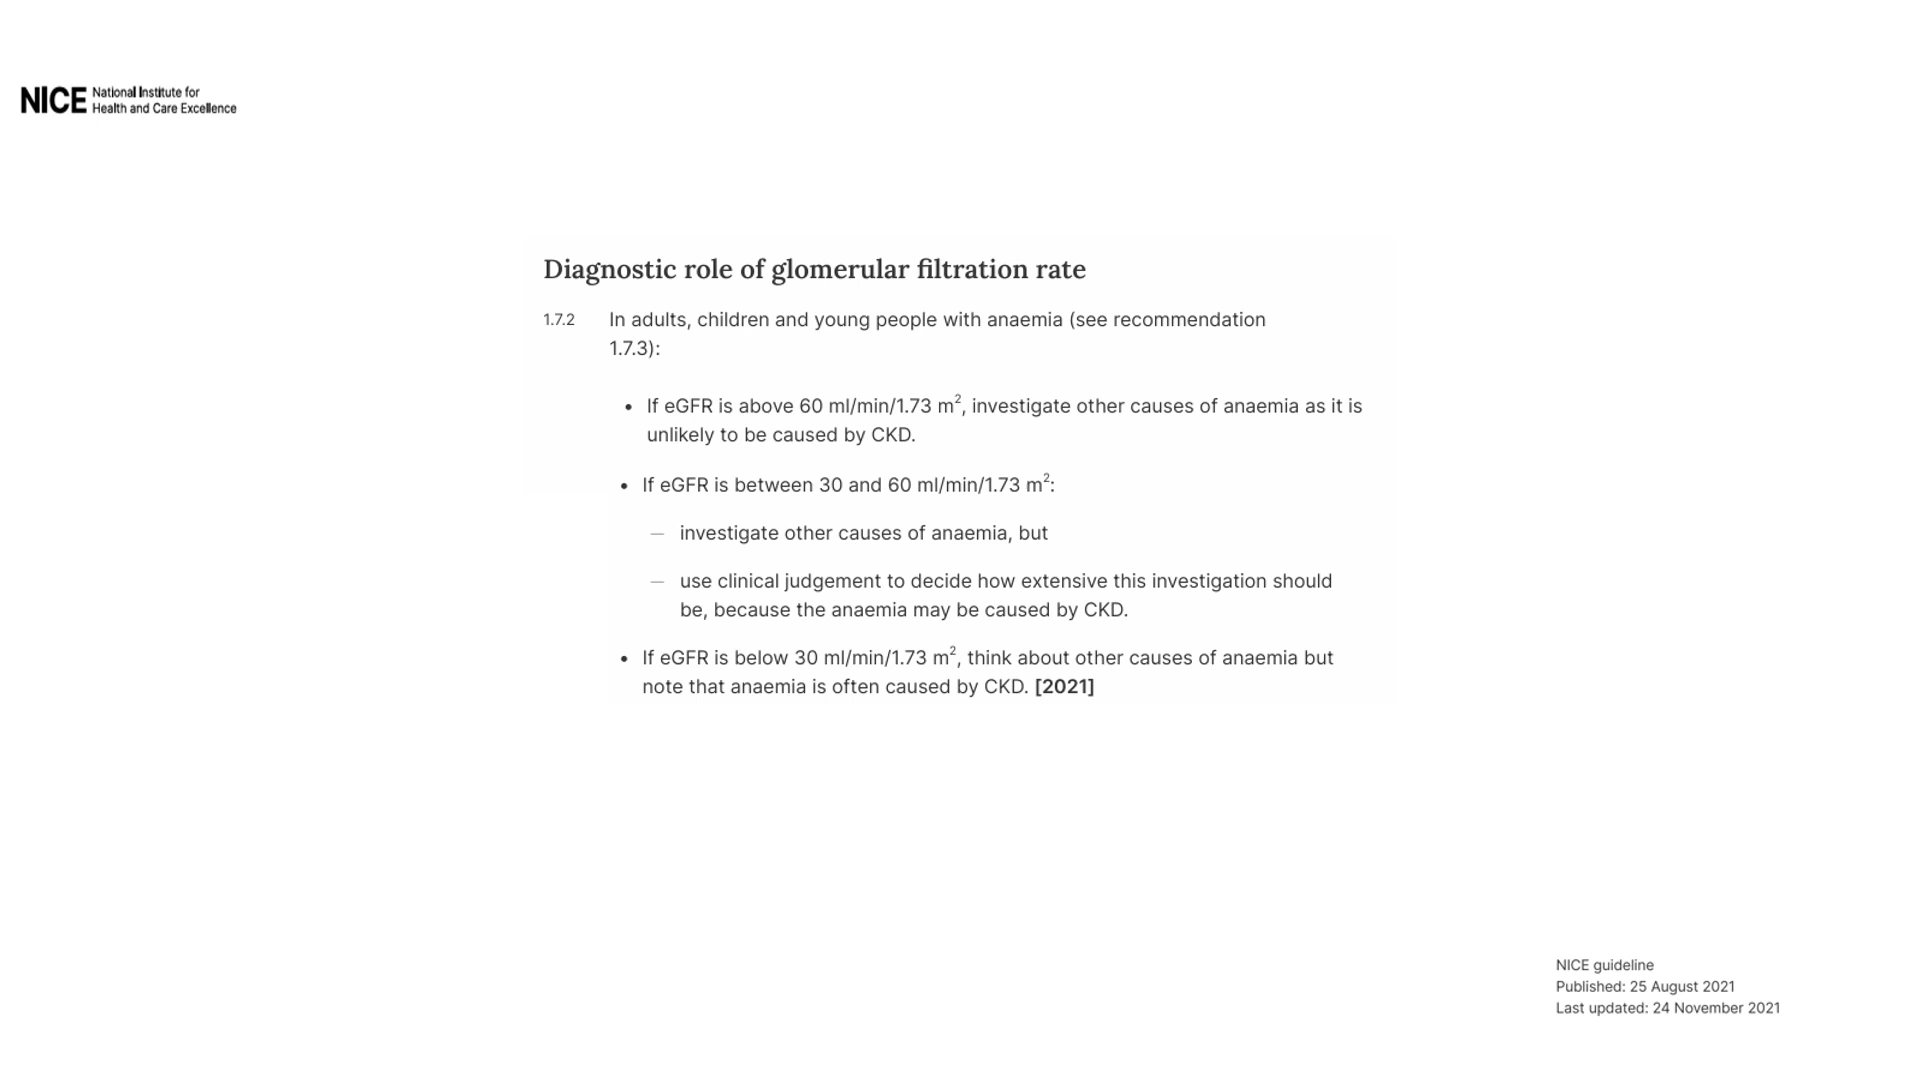 NICE National Institute for
Health and Care Excellence
Diagnostic role of glomerular filtration rate
1.7.2 In adults, children and young people with anaemia (see recommendation
1.7.3):
• If eGFR is above 60 ml/min/1.73 m², investigate other causes of anaemia as it is
unlikely to be caused by CKD.
• If eGFR is between 30 and 60 ml/min/1.73 m²:
— investigate other causes of anaemia, but
— use clinical judgement to decide how extensive this investigation should
be, because the anaemia may be caused by CKD.
• If eGFR is below 30 ml/min/1.73 m², think about other causes of anaemia but
note that anaemia is often caused by CKD. [2021]
NICE guideline
Published: 25 August 2021
Last updated: 24 November 2021